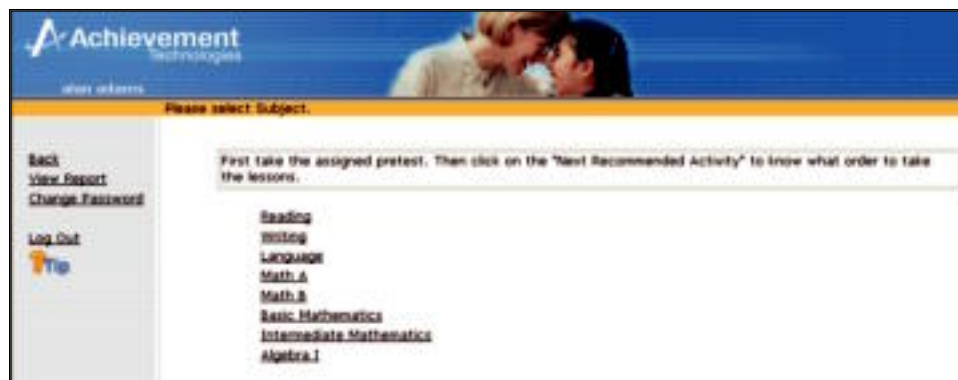 Achievement
Technologies
alan adams
Please select Subject.
Back
View Report
Change Password
Log Out
Tip
First take the assigned pretest. Then click on the "Next Recommended Activity" to know what order to take
the lessons.
Reading
Writing
Language
Math A
Math B
Basic Mathematics
Intermediate Mathematics
Algebra I